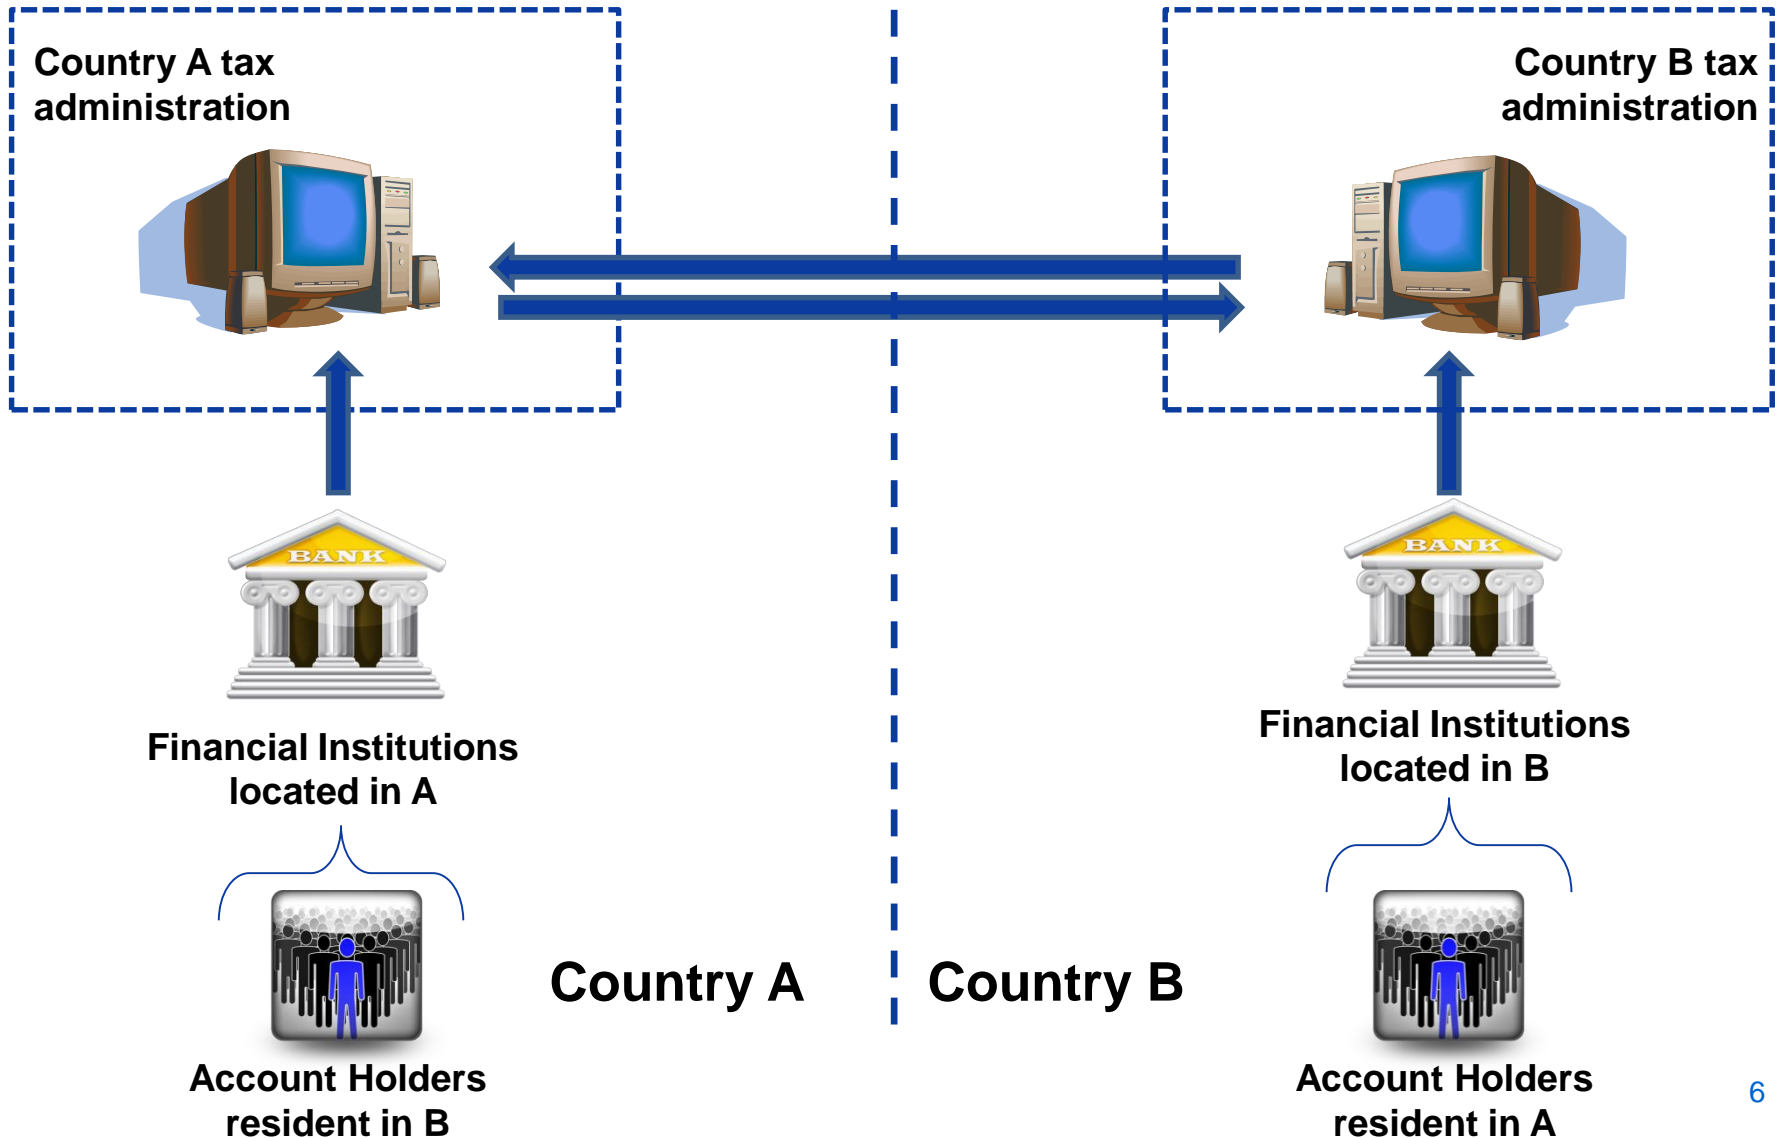 Country A tax
administration
Country B tax
administration
BANK
BANK
Financial Institutions
located in A
Financial Institutions
located in B
Country A
Country B
Account Holders
resident in B
Account Holders
resident in A
6